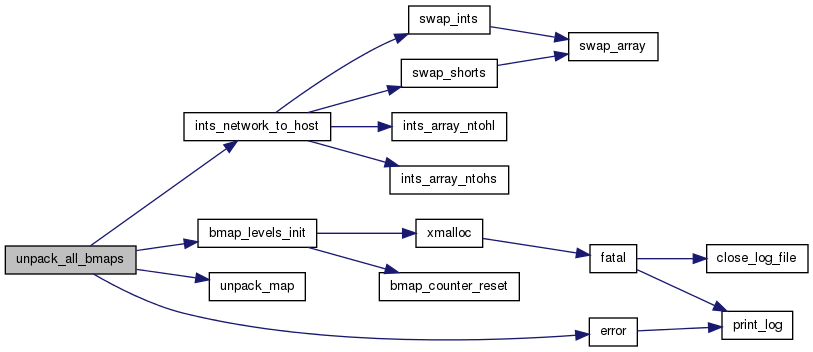 swap_ints
swap_array
swap_shorts
ints_network_to_host
ints_array_ntohl
ints_array_ntohs
bmap_levels_init
xmalloc
unpack_all_bmaps
fatal
close_log_file
unpack_map
bmap_counter_reset
error
print_log